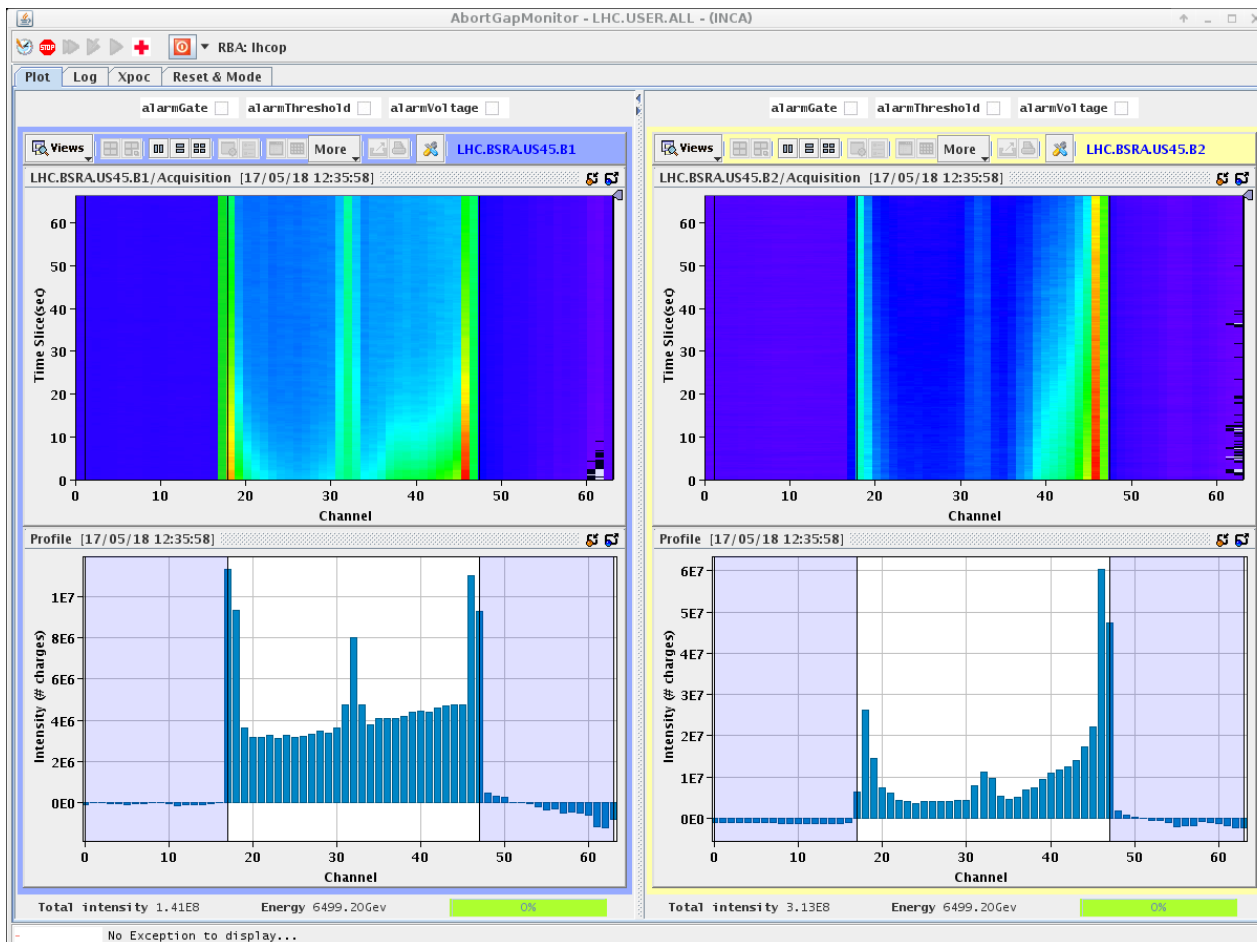 AbortGapMonitor - LHC.USER.ALL - (INCA)
STOP RBA: lhcop
Plot Log Xpoc Reset & Mode
alarmGate alarmThreshold alarmVoltage
Views More LHC.BSRA.US45.B1
LHC.BSRA.US45.B1/Acquisition [17/05/18 12:35:58]
Time Slice(sec)
60
50
40
30
20
10
0
0 10 20 30 40 50 60
Channel
Profile [17/05/18 12:35:58]
Intensity (# charges)
1E7
8E6
6E6
4E6
2E6
0E0
0 10 20 30 40 50 60
Channel
Total intensity 1.41E8 Energy 6499.20Gev 0%
alarmGate alarmThreshold alarmVoltage
Views More LHC.BSRA.US45.B2
LHC.BSRA.US45.B2/Acquisition [17/05/18 12:35:58]
Time Slice(sec)
60
50
40
30
20
10
0
0 10 20 30 40 50 60
Channel
Profile [17/05/18 12:35:58]
Intensity (# charges)
6E7
5E7
4E7
3E7
2E7
1E7
0E0
0 10 20 30 40 50 60
Channel
Total intensity 3.13E8 Energy 6499.20Gev 0%
- No Exception to display...